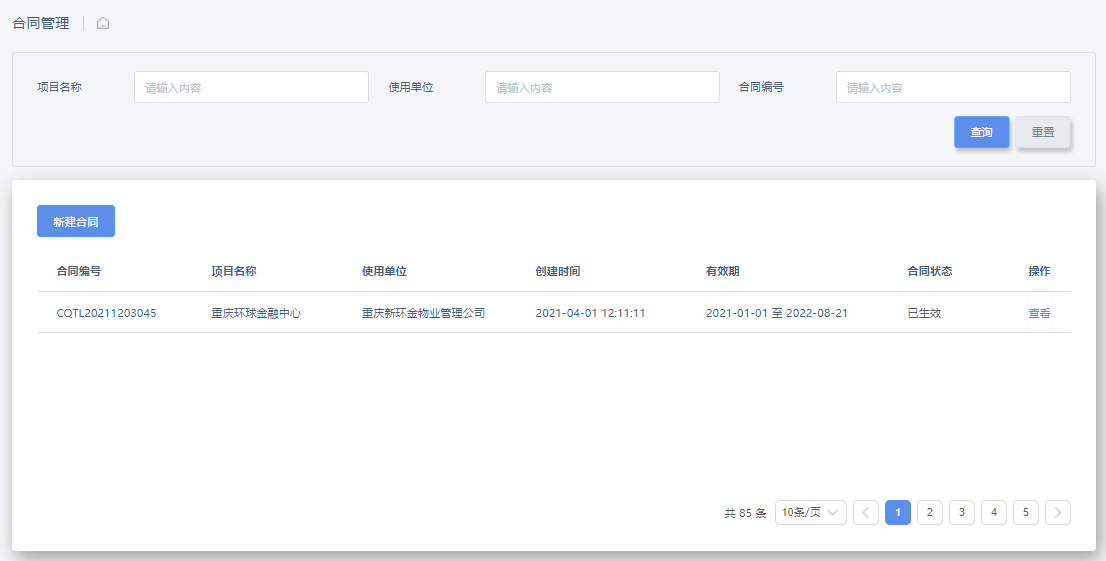 合同管理
项目名称 请输入内容 使用单位 请输入内容 合同编号 请输入内容
查询 重置
新建合同
合同编号 项目名称 使用单位 创建时间 有效期 合同状态 操作
CQTL20211203045 重庆环球金融中心 重庆新环金物业管理公司 2021-04-01 12:11:11 2021-01-01 至 2022-08-21 已生效 查看
共 85 条 10条/页 1 2 3 4 5